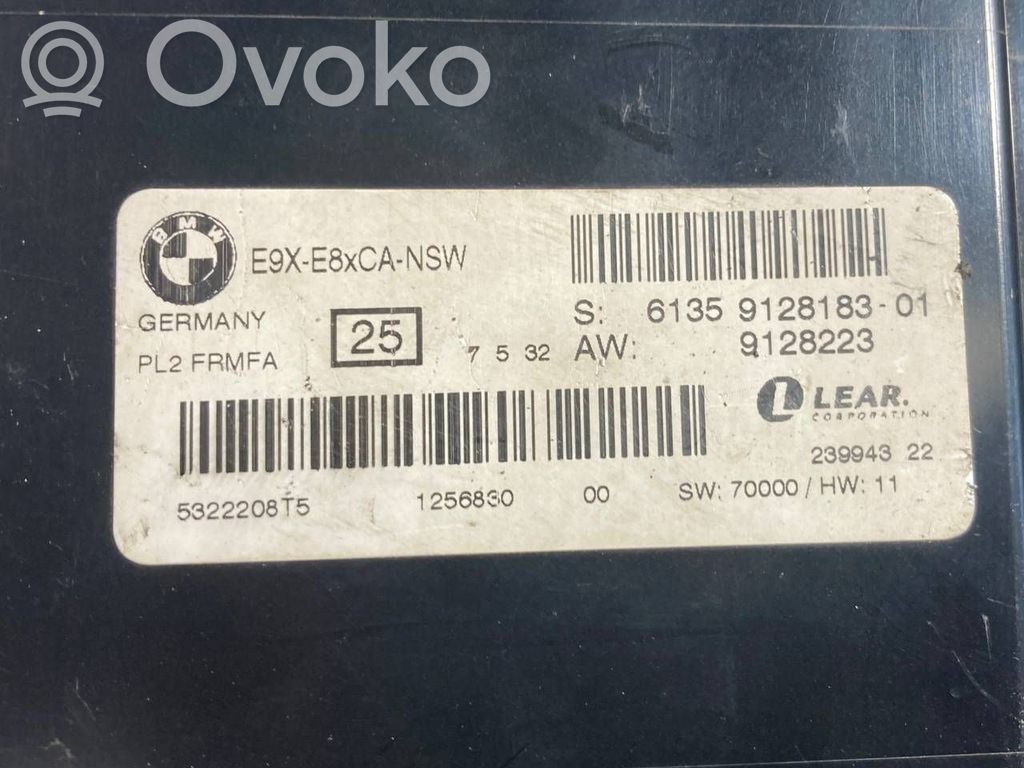 Ovoko
BMW
E9X-E8xCA-NSW
GERMANY
PL2 FRMFA
25
7 5 32
S: 6135 9128183-01
AW: 9128223
LEAR.
CORPORATION
239943 22
5322208T5 1256830 00 SW: 70000 / HW: 11